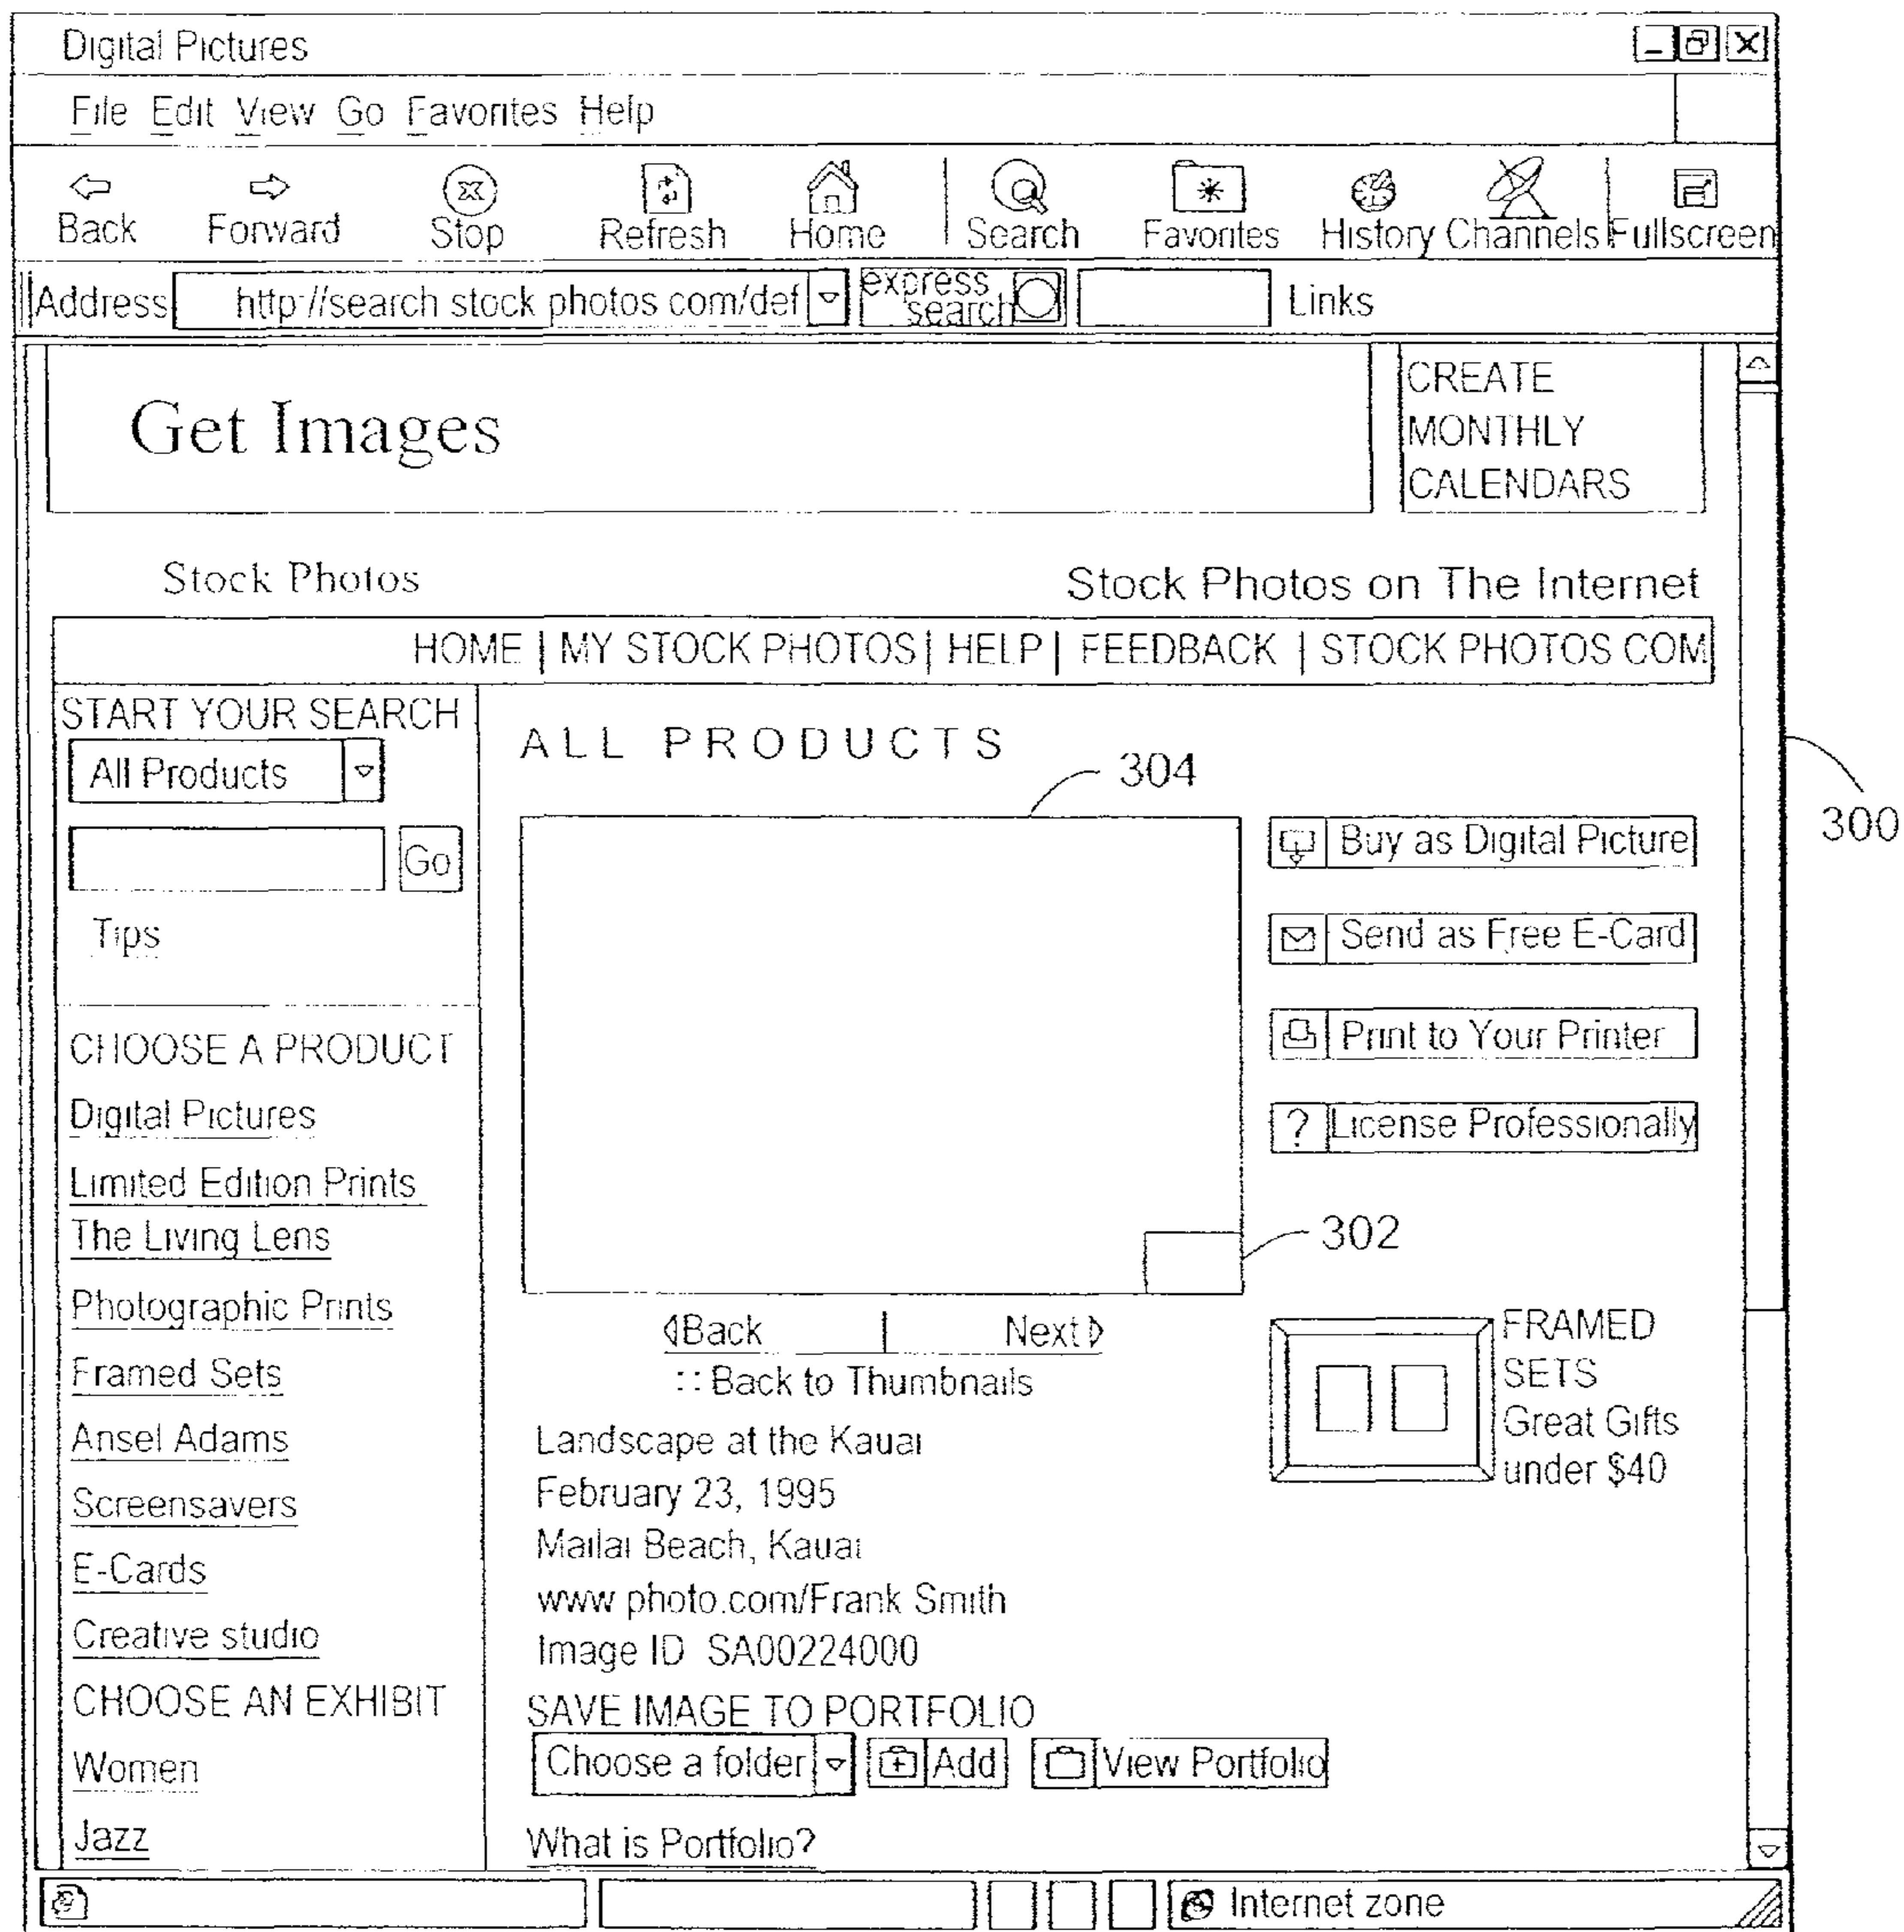 Digital Pictures
File Edit View Go Favorites Help
Back Forward Stop Refresh Home Search Favorites History Channels Fullscreen
Address http://search stock photos com/def express search Links
Get Images
CREATE
MONTHLY
CALENDARS
Stock Photos
Stock Photos on The Internet
HOME | MY STOCK PHOTOS | HELP | FEEDBACK | STOCK PHOTOS COM
START YOUR SEARCH
All Products
Go
Tips
CHOOSE A PRODUCT
Digital Pictures
Limited Edition Prints
The Living Lens
Photographic Prints
Framed Sets
Ansel Adams
Screensavers
E-Cards
Creative studio
CHOOSE AN EXHIBIT
Women
Jazz
ALL PRODUCTS
304
300
Buy as Digital Picture
Send as Free E-Card
Print to Your Printer
? License Professionally
302
Back | Next
:: Back to Thumbnails
FRAMED
SETS
Great Gifts
under $40
Landscape at the Kauai
February 23, 1995
Mailai Beach, Kauai
www photo.com/Frank Smith
Image ID SA00224000
SAVE IMAGE TO PORTFOLIO
Choose a folder Add View Portfolio
What is Portfolio?
Internet zone